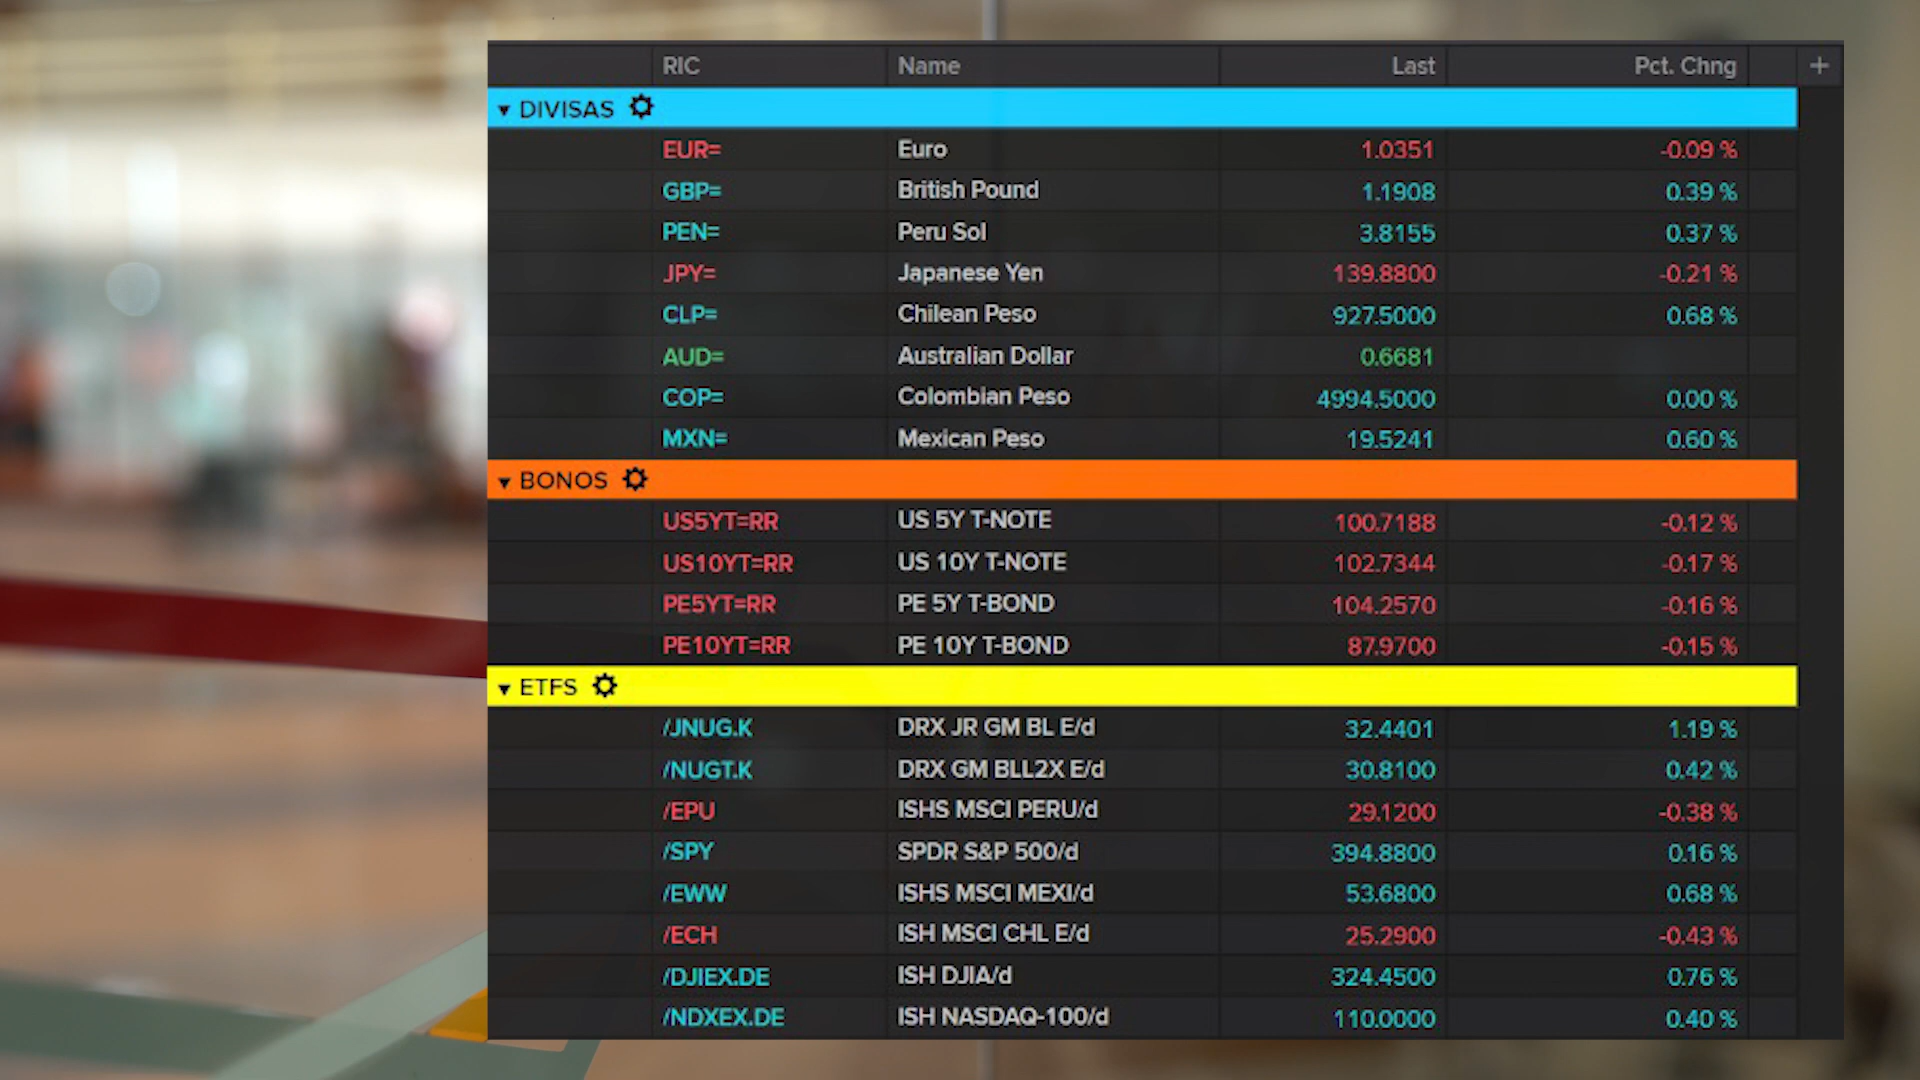 RIC Name Last Pct. Chng +
▼ DIVISAS
EUR= Euro 1.0351 -0.09 %
GBP= British Pound 1.1908 0.39 %
PEN= Peru Sol 3.8155 0.37 %
JPY= Japanese Yen 139.8800 -0.21 %
CLP= Chilean Peso 927.5000 0.68 %
AUD= Australian Dollar 0.6681
COP= Colombian Peso 4994.5000 0.00 %
MXN= Mexican Peso 19.5241 0.60 %
▼ BONOS
US5YT=RR US 5Y T-NOTE 100.7188 -0.12 %
US10YT=RR US 10Y T-NOTE 102.7344 -0.17 %
PE5YT=RR PE 5Y T-BOND 104.2570 -0.16 %
PE10YT=RR PE 10Y T-BOND 87.9700 -0.15 %
▼ ETFS
/JNUG.K DRX JR GM BL E/d 32.4401 1.19 %
/NUGT.K DRX GM BLL2X E/d 30.8100 0.42 %
/EPU ISHS MSCI PERU/d 29.1200 -0.38 %
/SPY SPDR S&P 500/d 394.8800 0.16 %
/EWW ISHS MSCI MEXI/d 53.6800 0.68 %
/ECH ISH MSCI CHL E/d 25.2900 -0.43 %
/DJIEX.DE ISH DJIA/d 324.4500 0.76 %
/NDXEX.DE ISH NASDAQ-100/d 110.0000 0.40 %